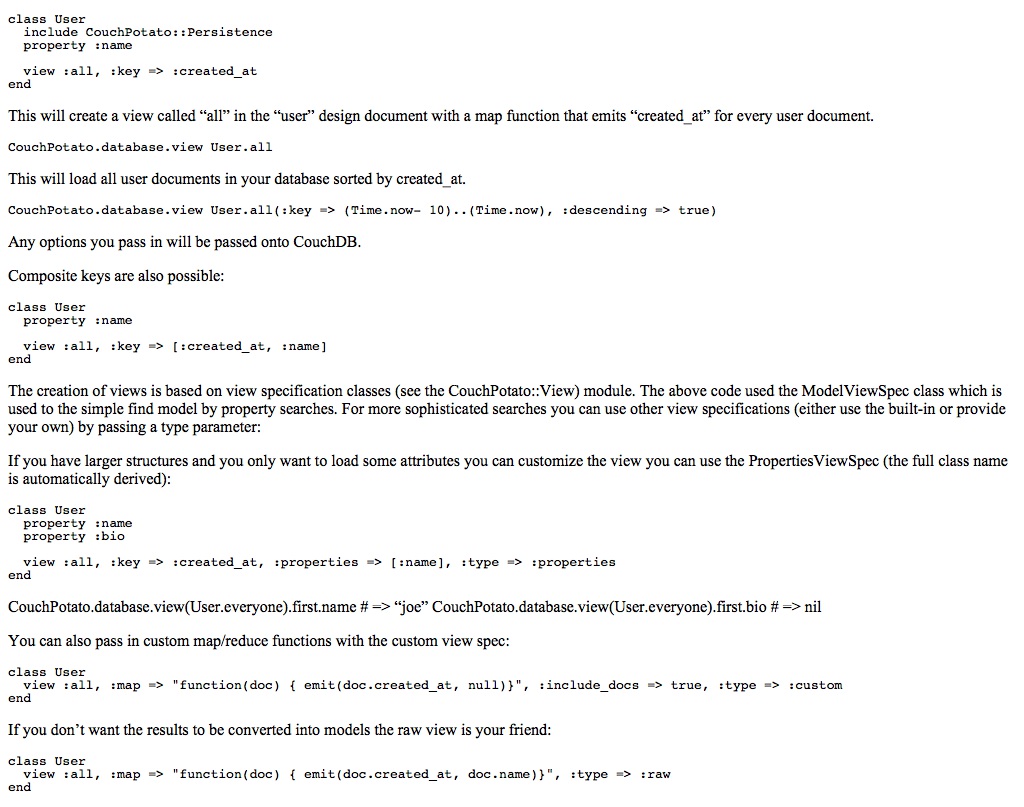 class User
  include CouchPotato::Persistence
  property :name
  view :all, :key => :created_at
end
This will create a view called “all” in the “user” design document with a map function that emits “created_at” for every user document.
CouchPotato.database.view User.all
This will load all user documents in your database sorted by created_at.
CouchPotato.database.view User.all(:key => (Time.now- 10)..(Time.now), :descending => true)
Any options you pass in will be passed onto CouchDB.
Composite keys are also possible:
class User
  property :name
  view :all, :key => [:created_at, :name]
end
The creation of views is based on view specification classes (see the CouchPotato::View) module. The above code used the ModelViewSpec class which is
used to the simple find model by property searches. For more sophisticated searches you can use other view specifications (either use the built-in or provide
your own) by passing a type parameter:
If you have larger structures and you only want to load some attributes you can customize the view you can use the PropertiesViewSpec (the full class name
is automatically derived):
class User
  property :name
  property :bio
  view :all, :key => :created_at, :properties => [:name], :type => :properties
end
CouchPotato.database.view(User.everyone).first.name # => “joe” CouchPotato.database.view(User.everyone).first.bio # => nil
You can also pass in custom map/reduce functions with the custom view spec:
class User
  view :all, :map => "function(doc) { emit(doc.created_at, null)}", :include_docs => true, :type => :custom
end
If you don’t want the results to be converted into models the raw view is your friend:
class User
  view :all, :map => "function(doc) { emit(doc.created_at, doc.name)}", :type => :raw
end